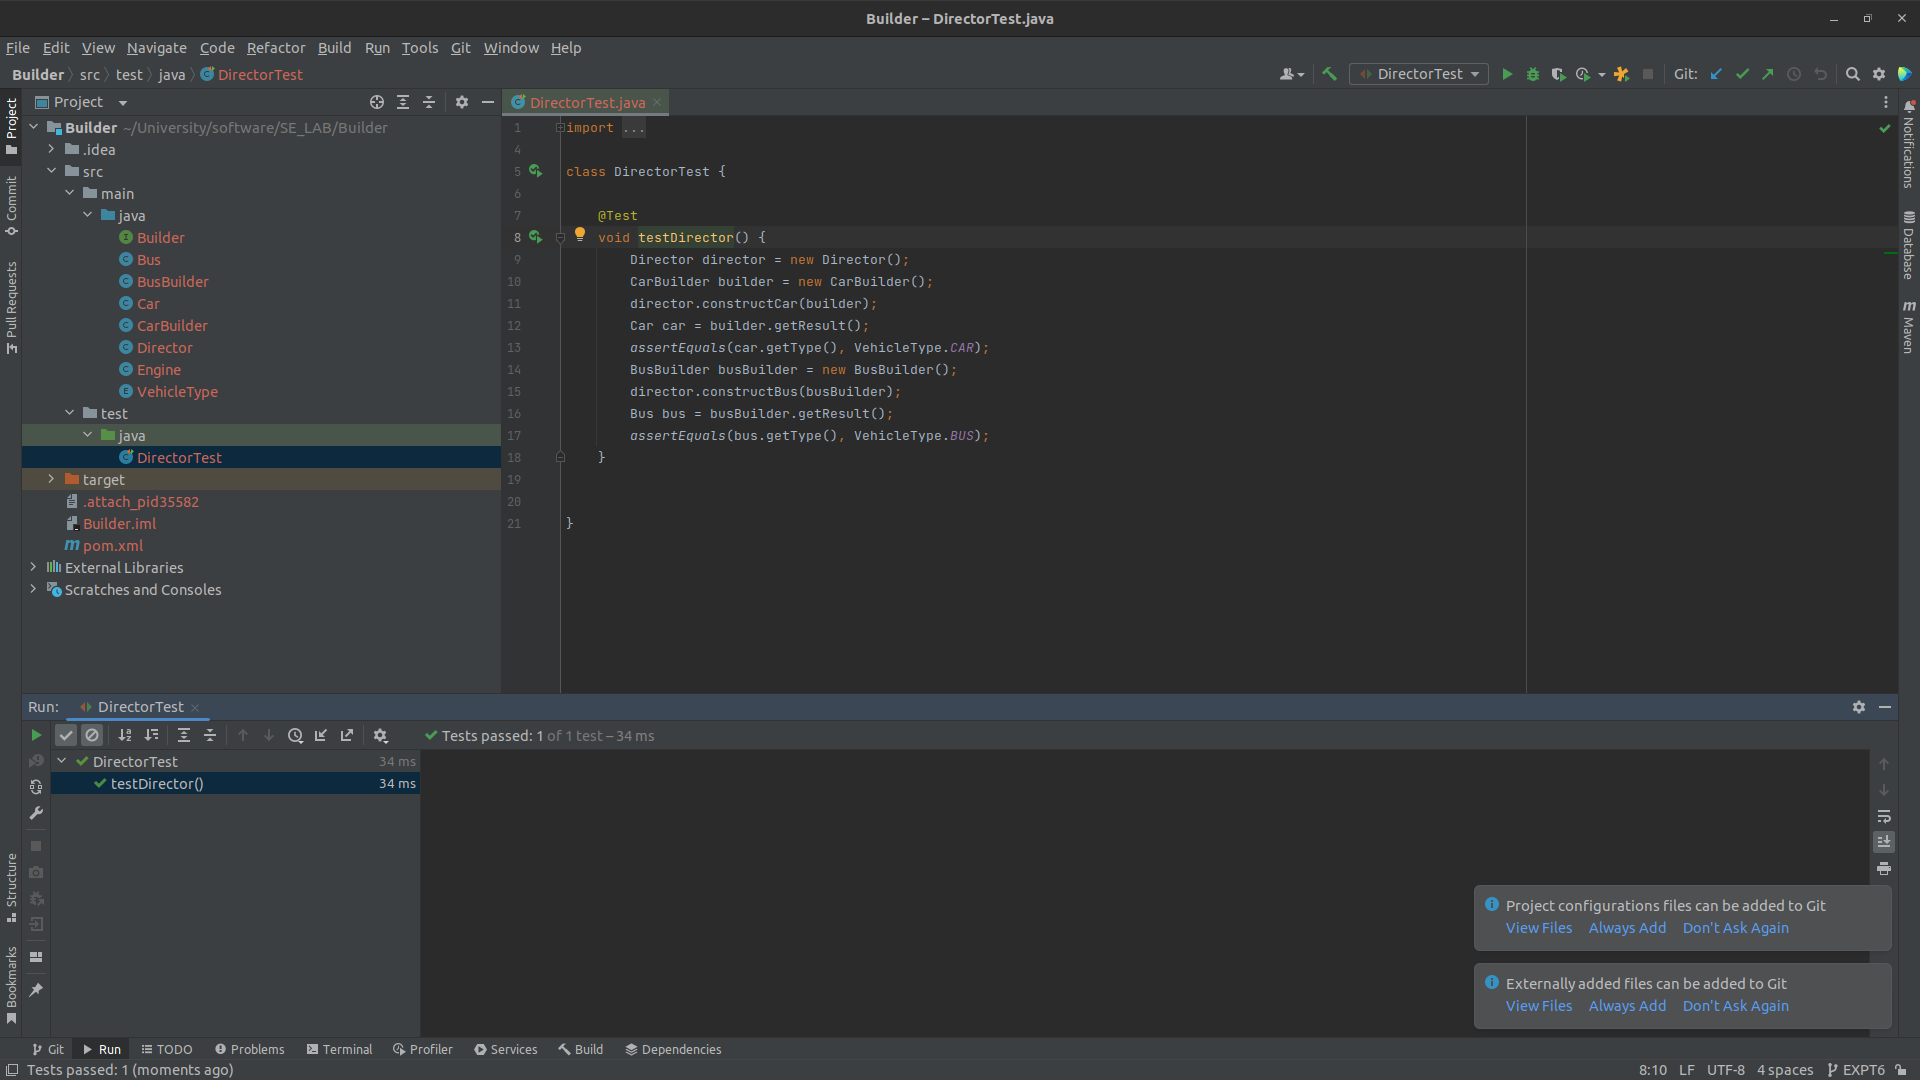 Builder – DirectorTest.java
File Edit View Navigate Code Refactor Build Run Tools Git Window Help
Builder src test java DirectorTest
DirectorTest
Git:
Project
DirectorTest.java
Project
Commit
Pull Requests
Structure
Bookmarks
Builder ~/University/software/SE_LAB/Builder
.idea
src
main
java
Builder
Bus
BusBuilder
Car
CarBuilder
Director
Engine
VehicleType
test
java
DirectorTest
target
.attach_pid35582
Builder.iml
pom.xml
External Libraries
Scratches and Consoles
1 import ...
4
5 class DirectorTest {
6
7 @Test
8 void testDirector() {
9 Director director = new Director();
10 CarBuilder builder = new CarBuilder();
11 director.constructCar(builder);
12 Car car = builder.getResult();
13 assertEquals(car.getType(), VehicleType.CAR);
14 BusBuilder busBuilder = new BusBuilder();
15 director.constructBus(busBuilder);
16 Bus bus = busBuilder.getResult();
17 assertEquals(bus.getType(), VehicleType.BUS);
18 }
19
20
21 }
Notifications
Database
m Maven
Run: DirectorTest
Tests passed: 1 of 1 test – 34 ms
DirectorTest 34 ms
testDirector() 34 ms
Project configurations files can be added to Git
View Files Always Add Don't Ask Again
Externally added files can be added to Git
View Files Always Add Don't Ask Again
Git Run TODO Problems Terminal Profiler Services Build Dependencies
Tests passed: 1 (moments ago)
8:10 LF UTF-8 4 spaces EXPT6